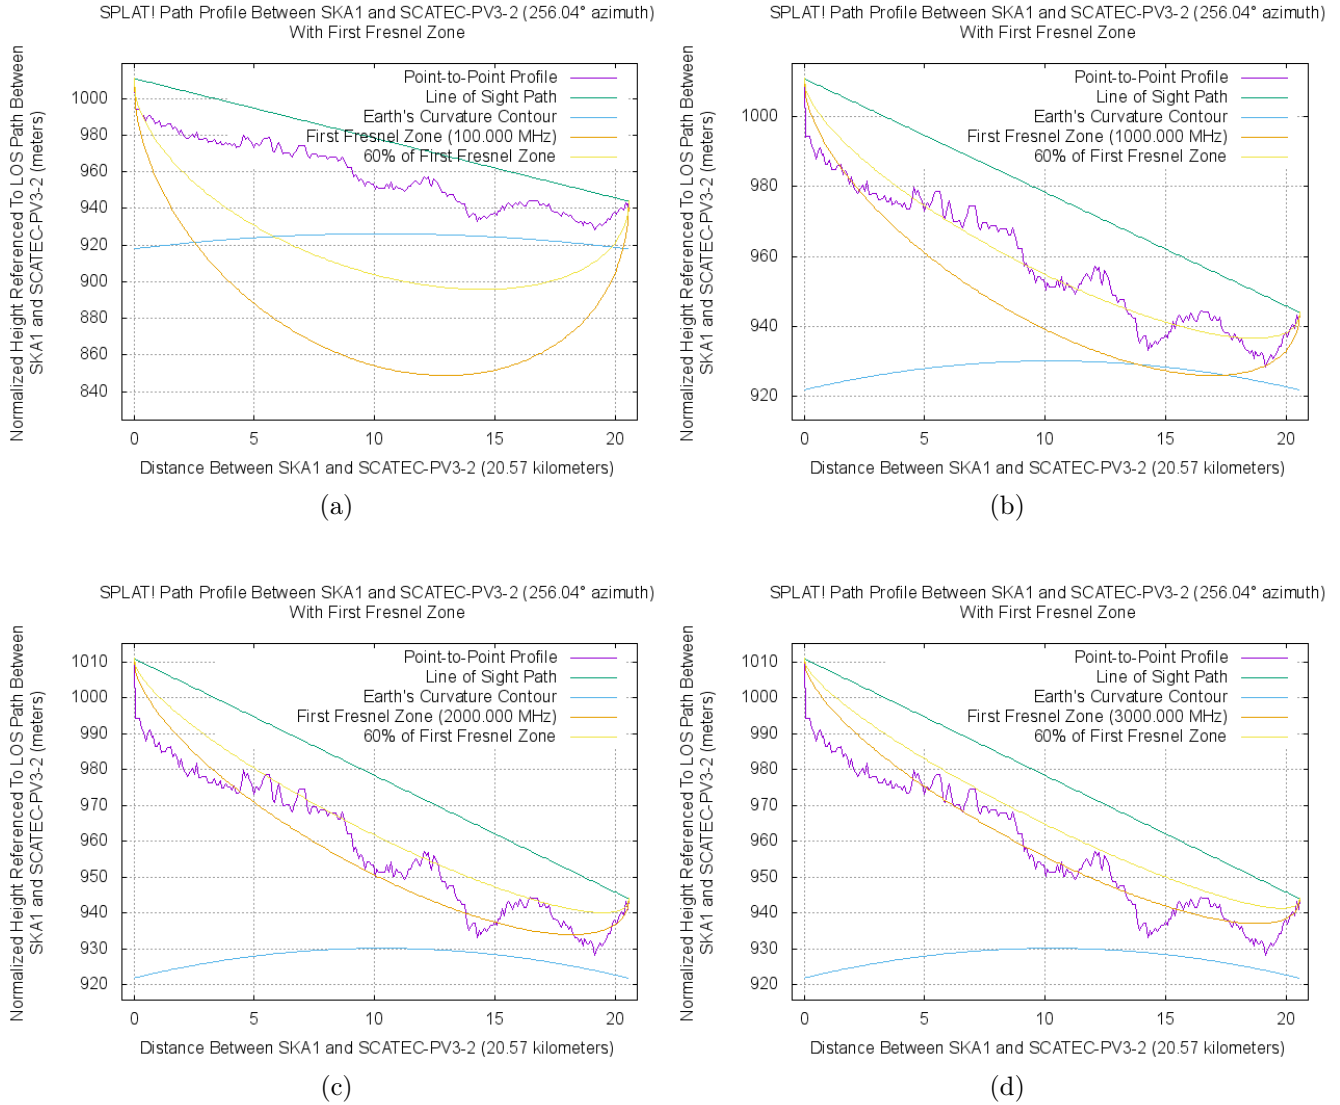 SPLAT! Path Profile Between SKA1 and SCATEC-PV3-2 (256.04° azimuth)
With First Fresnel Zone
Normalized Height Referenced To LOS Path Between
SKA1 and SCATEC-PV3-2 (meters)
1000
980
960
940
920
900
880
860
840
Point-to-Point Profile
Line of Sight Path
Earth's Curvature Contour
First Fresnel Zone (100.000 MHz)
60% of First Fresnel Zone
0 5 10 15 20
Distance Between SKA1 and SCATEC-PV3-2 (20.57 kilometers)
(a)
SPLAT! Path Profile Between SKA1 and SCATEC-PV3-2 (256.04° azimuth)
With First Fresnel Zone
Normalized Height Referenced To LOS Path Between
SKA1 and SCATEC-PV3-2 (meters)
1000
980
960
940
920
Point-to-Point Profile
Line of Sight Path
Earth's Curvature Contour
First Fresnel Zone (1000.000 MHz)
60% of First Fresnel Zone
0 5 10 15 20
Distance Between SKA1 and SCATEC-PV3-2 (20.57 kilometers)
(b)
SPLAT! Path Profile Between SKA1 and SCATEC-PV3-2 (256.04° azimuth)
With First Fresnel Zone
Normalized Height Referenced To LOS Path Between
SKA1 and SCATEC-PV3-2 (meters)
1010
1000
990
980
970
960
950
940
930
920
Point-to-Point Profile
Line of Sight Path
Earth's Curvature Contour
First Fresnel Zone (2000.000 MHz)
60% of First Fresnel Zone
0 5 10 15 20
Distance Between SKA1 and SCATEC-PV3-2 (20.57 kilometers)
(c)
SPLAT! Path Profile Between SKA1 and SCATEC-PV3-2 (256.04° azimuth)
With First Fresnel Zone
Normalized Height Referenced To LOS Path Between
SKA1 and SCATEC-PV3-2 (meters)
1010
1000
990
980
970
960
950
940
930
920
Point-to-Point Profile
Line of Sight Path
Earth's Curvature Contour
First Fresnel Zone (3000.000 MHz)
60% of First Fresnel Zone
0 5 10 15 20
Distance Between SKA1 and SCATEC-PV3-2 (20.57 kilometers)
(d)